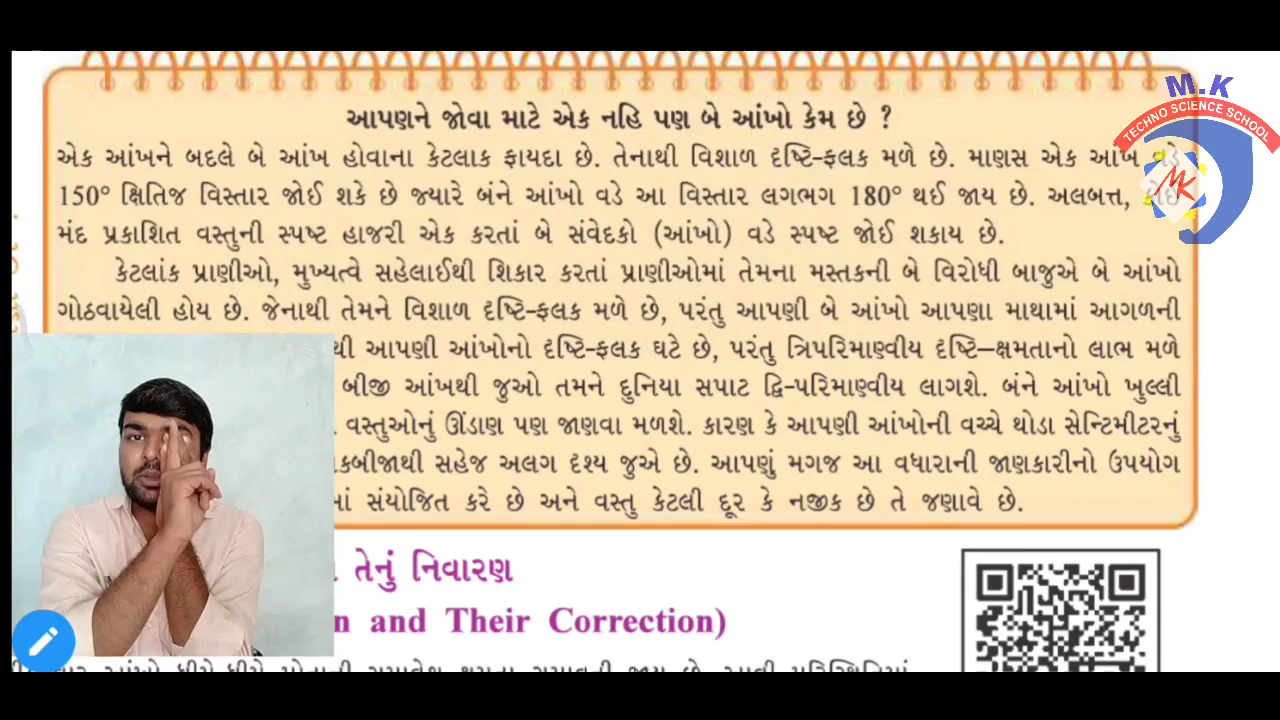 આપણને જોવા માટે એક નહિ પણ બે આંખો કેમ છે ?
એક આંખને બદલે બે આંખ હોવાના કેટલાક ફાયદા છે. તેનાથી વિશાળ દૃષ્ટિ-ફલક મળે છે. માણસ એક આંખ વડે
150° ક્ષિતિજ વિસ્તાર જોઈ શકે છે જ્યારે બંને આંખો વડે આ વિસ્તાર લગભગ 180° થઈ જાય છે. અલબત્ત,
મંદ પ્રકાશિત વસ્તુની સ્પષ્ટ હાજરી એક કરતાં બે સંવેદકો (આંખો) વડે સ્પષ્ટ જોઈ શકાય છે.
કેટલાંક પ્રાણીઓ, મુખ્યત્વે સહેલાઈથી શિકાર કરતાં પ્રાણીઓમાં તેમના મસ્તકની બે વિરોધી બાજુએ બે આંખો
ગોઠવાયેલી હોય છે. જેનાથી તેમને વિશાળ દૃષ્ટિ-ફલક મળે છે, પરંતુ આપણી બે આંખો આપણા માથામાં આગળની
આપણી આંખોનો દૃષ્ટિ-ફલક ઘટે છે, પરંતુ ત્રિપરિમાણ્વીય દૃષ્ટિ–ક્ષમતાનો લાભ મળે
બીજી આંખથી જુઓ તમને દુનિયા સપાટ દ્વિ-પરિમાણ્વીય લાગશે. બંને આંખો ખુલ્લી
વસ્તુઓનું ઊંડાણ પણ જાણવા મળશે. કારણ કે આપણી આંખોની વચ્ચે થોડા સેન્ટિમીટરનું
સહેજ અલગ દૃશ્ય જુએ છે. આપણું મગજ આ વધારાની જાણકારીનો ઉપયોગ
સંયોજિત કરે છે અને વસ્તુ કેટલી દૂર કે નજીક છે તે જણાવે છે.
તેનું નિવારણ
and Their Correction)
M.K
TECHNO SCIENCE SCHOOL
MK